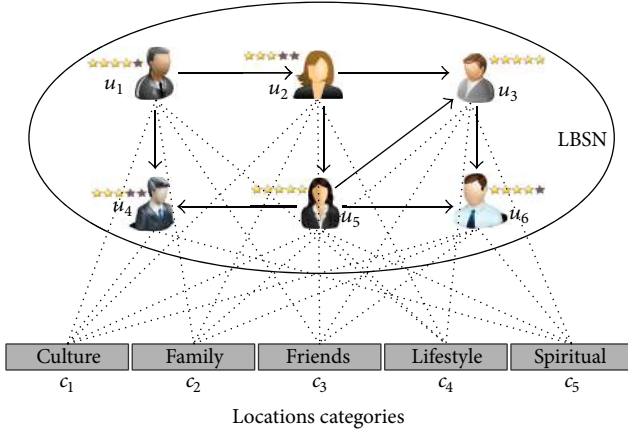 u1 u2 u3
LBSN
u4 u5 u6
Culture Family Friends Lifestyle Spiritual
c1 c2 c3 c4 c5
Locations categories